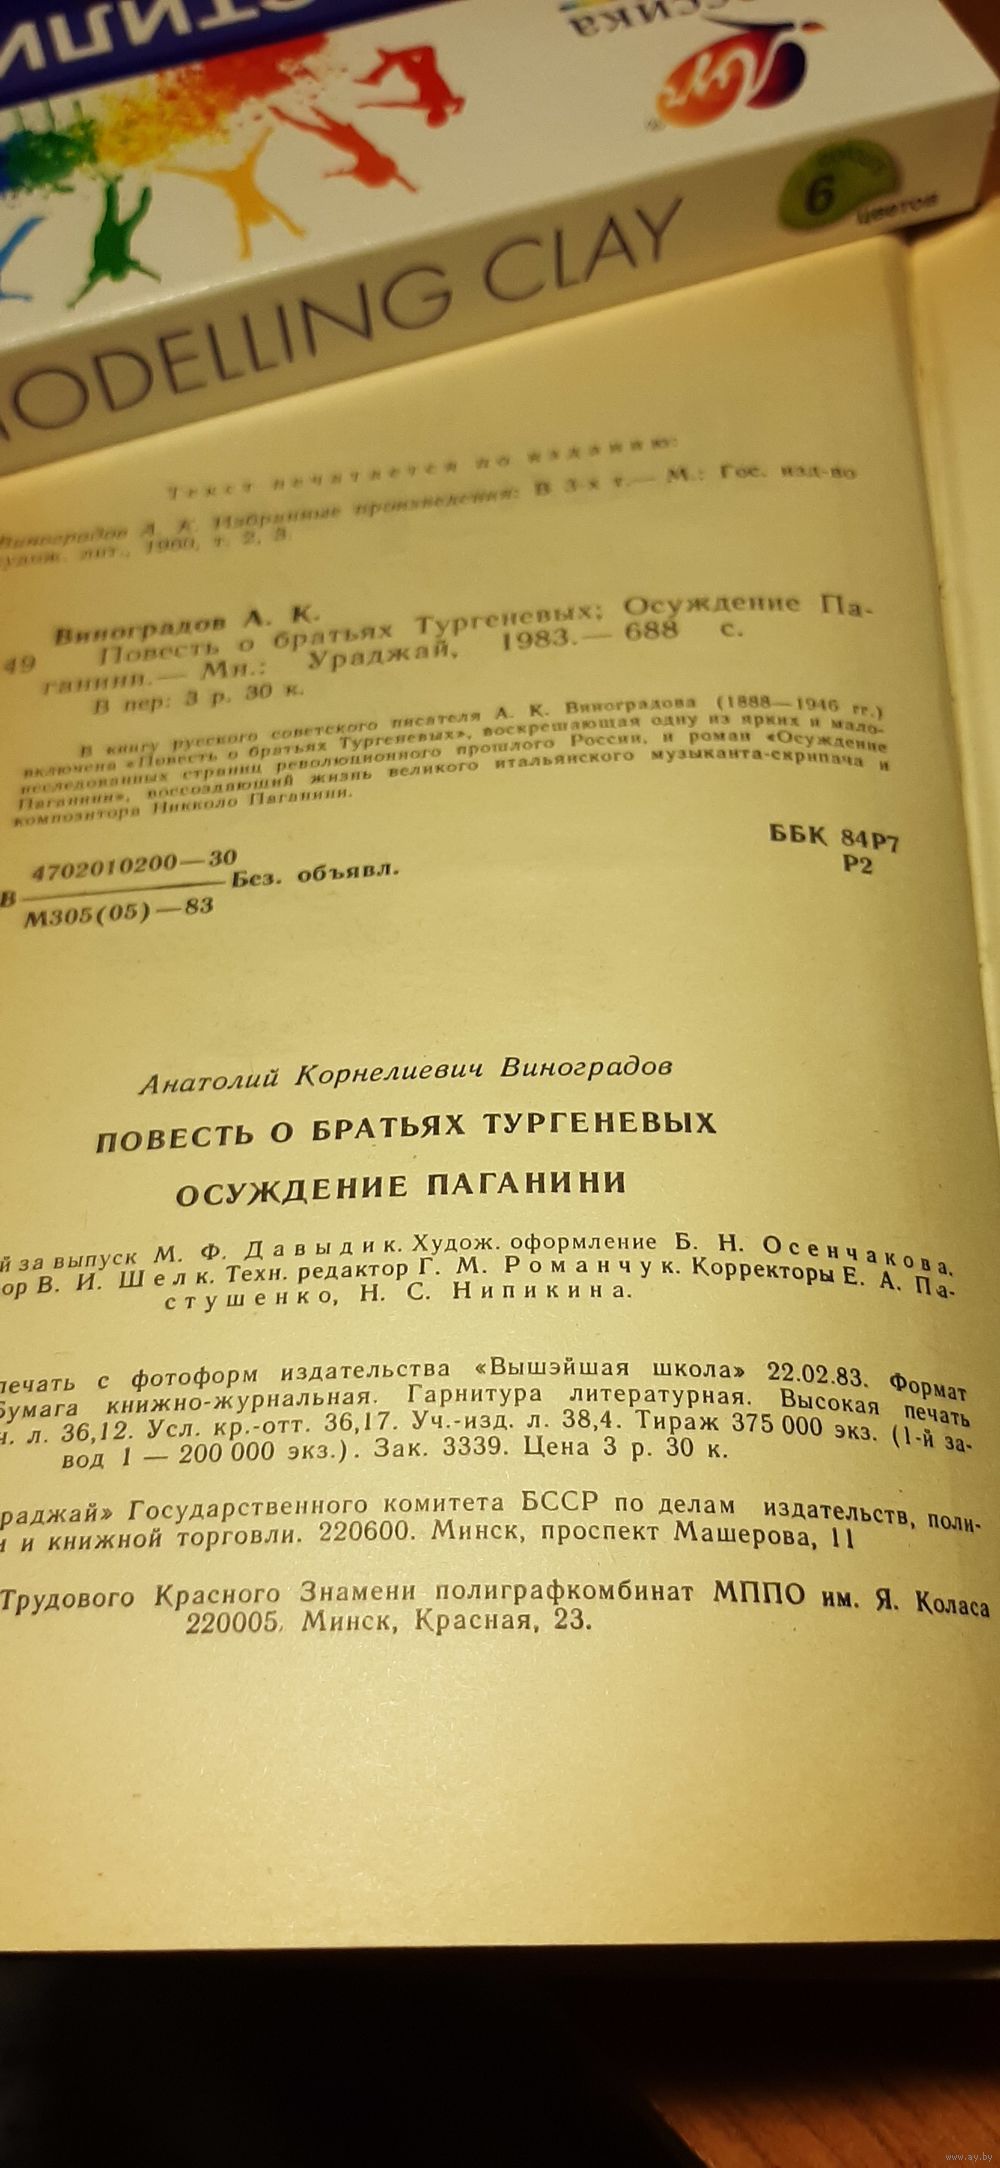 Луч
6
цветов
MODELLING CLAY
Текст печатается по изданию:
Виноградов А. К. Избранные произведения: В 3-х т.— М.: Гос. изд-во
худож. лит., 1960, т. 2, 3.
Виноградов А. К.
49 Повесть о братьях Тургеневых; Осуждение Па-
ганини.— Мн.: Ураджай, 1983.— 688 с.
В пер: 3 р. 30 к.
В книгу русского советского писателя А. К. Виноградова (1888—1946 гг.)
включена «Повесть о братьях Тургеневых», воскрешающая одну из ярких и мало-
исследованных страниц революционного прошлого России, и роман «Осуждение
Паганини», воссоздающий жизнь великого итальянского музыканта-скрипача и
композитора Никколо Паганини.
ББК 84Р7
Р2
4702010200—30
В Без. объявл.
М305(05)—83
Анатолий Корнелиевич Виноградов
ПОВЕСТЬ О БРАТЬЯХ ТУРГЕНЕВЫХ
ОСУЖДЕНИЕ ПАГАНИНИ
й за выпуск М. Ф. Давыдик. Худож. оформление Б. Н. Осенчакова.
ор В. И. Шелк. Техн. редактор Г. М. Романчук. Корректоры Е. А. Па-
стушенко, Н. С. Нипикина.
печать с фотоформ издательства «Вышэйшая школа» 22.02.83. Формат
Бумага книжно-журнальная. Гарнитура литературная. Высокая печать
ч. л. 36,12. Усл. кр.-отт. 36,17. Уч.-изд. л. 38,4. Тираж 375 000 экз. (1-й за-
вод 1 — 200 000 экз.). Зак. 3339. Цена 3 р. 30 к.
раджай» Государственного комитета БССР по делам издательств, поли-
и и книжной торговли. 220600. Минск, проспект Машерова, 11
Трудового Красного Знамени полиграфкомбинат МППО им. Я. Коласа
220005, Минск, Красная, 23.
www.ay.by